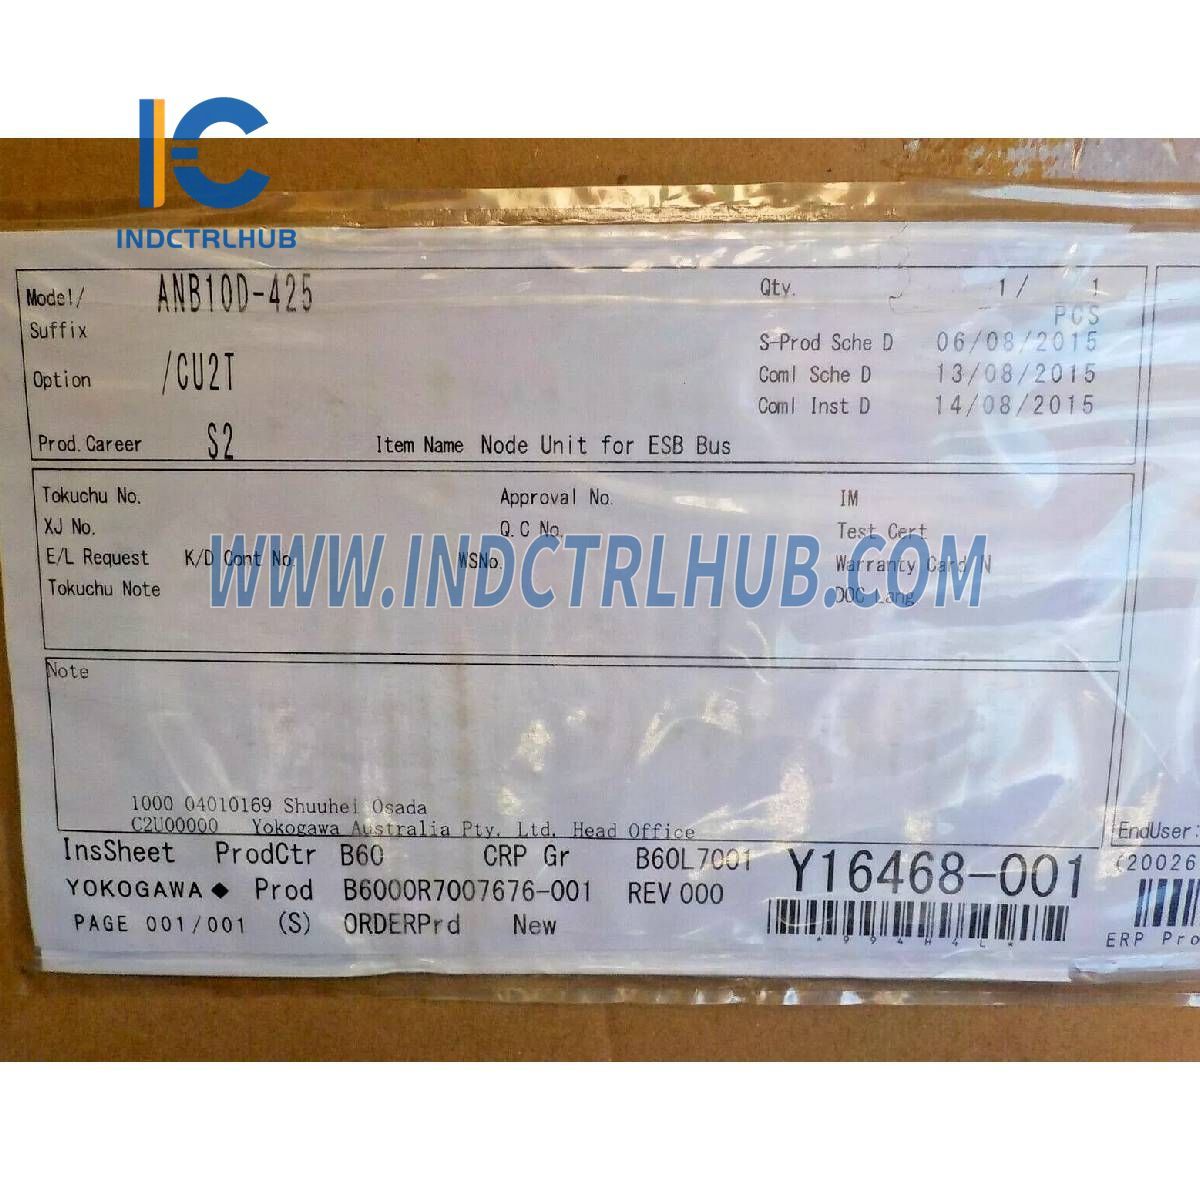 IC
INDCTRLHUB
Model/ ANB10D-425 Qty. 1/ 1
Suffix PCS
S-Prod Sche D 06/08/2015
Option /CU2T Coml Sche D 13/08/2015
Coml Inst D 14/08/2015
Prod.Career S2 Item Name Node Unit for ESB Bus
Tokuchu No. Approval No. IM
XJ No. Q.C No. Test Cert
E/L Request K/D Cont No. WSNo. Warranty Card N
Tokuchu Note DOC Lang.
WWW.INDCTRLHUB.COM
Note
1000 04010169 Shuuhei Osada
C2U00000 Yokogawa Australia Pty. Ltd. Head Office
EndUser:
InsSheet ProdCtr B60 CRP Gr B60L7001 Y16468-001
(20026
YOKOGAWA◆ Prod B6000R7007676-001 REV 000
PAGE 001/001 (S) ORDERPrd New
*994H4L*
ERP Pro